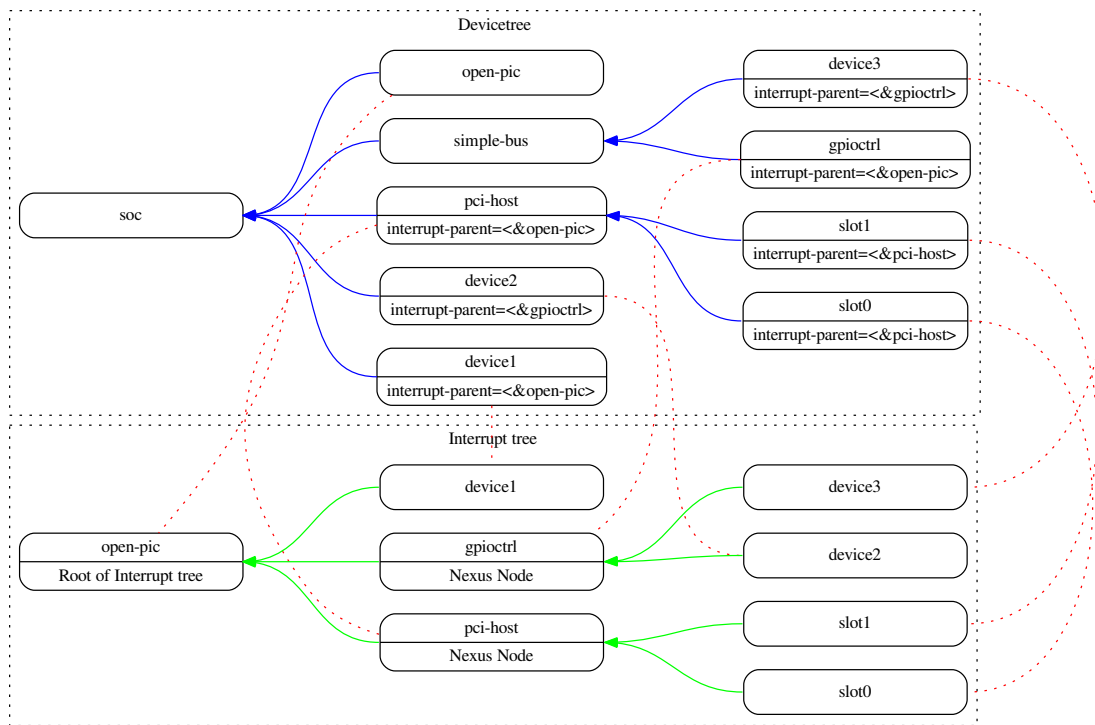 Devicetree
open-pic
device3
interrupt-parent=<&gpioctrl>
simple-bus
gpioctrl
interrupt-parent=<&open-pic>
soc
pci-host
interrupt-parent=<&open-pic>
slot1
interrupt-parent=<&pci-host>
device2
interrupt-parent=<&gpioctrl>
slot0
interrupt-parent=<&pci-host>
device1
interrupt-parent=<&open-pic>
Interrupt tree
device1
device3
open-pic
Root of Interrupt tree
gpioctrl
Nexus Node
device2
pci-host
Nexus Node
slot1
slot0